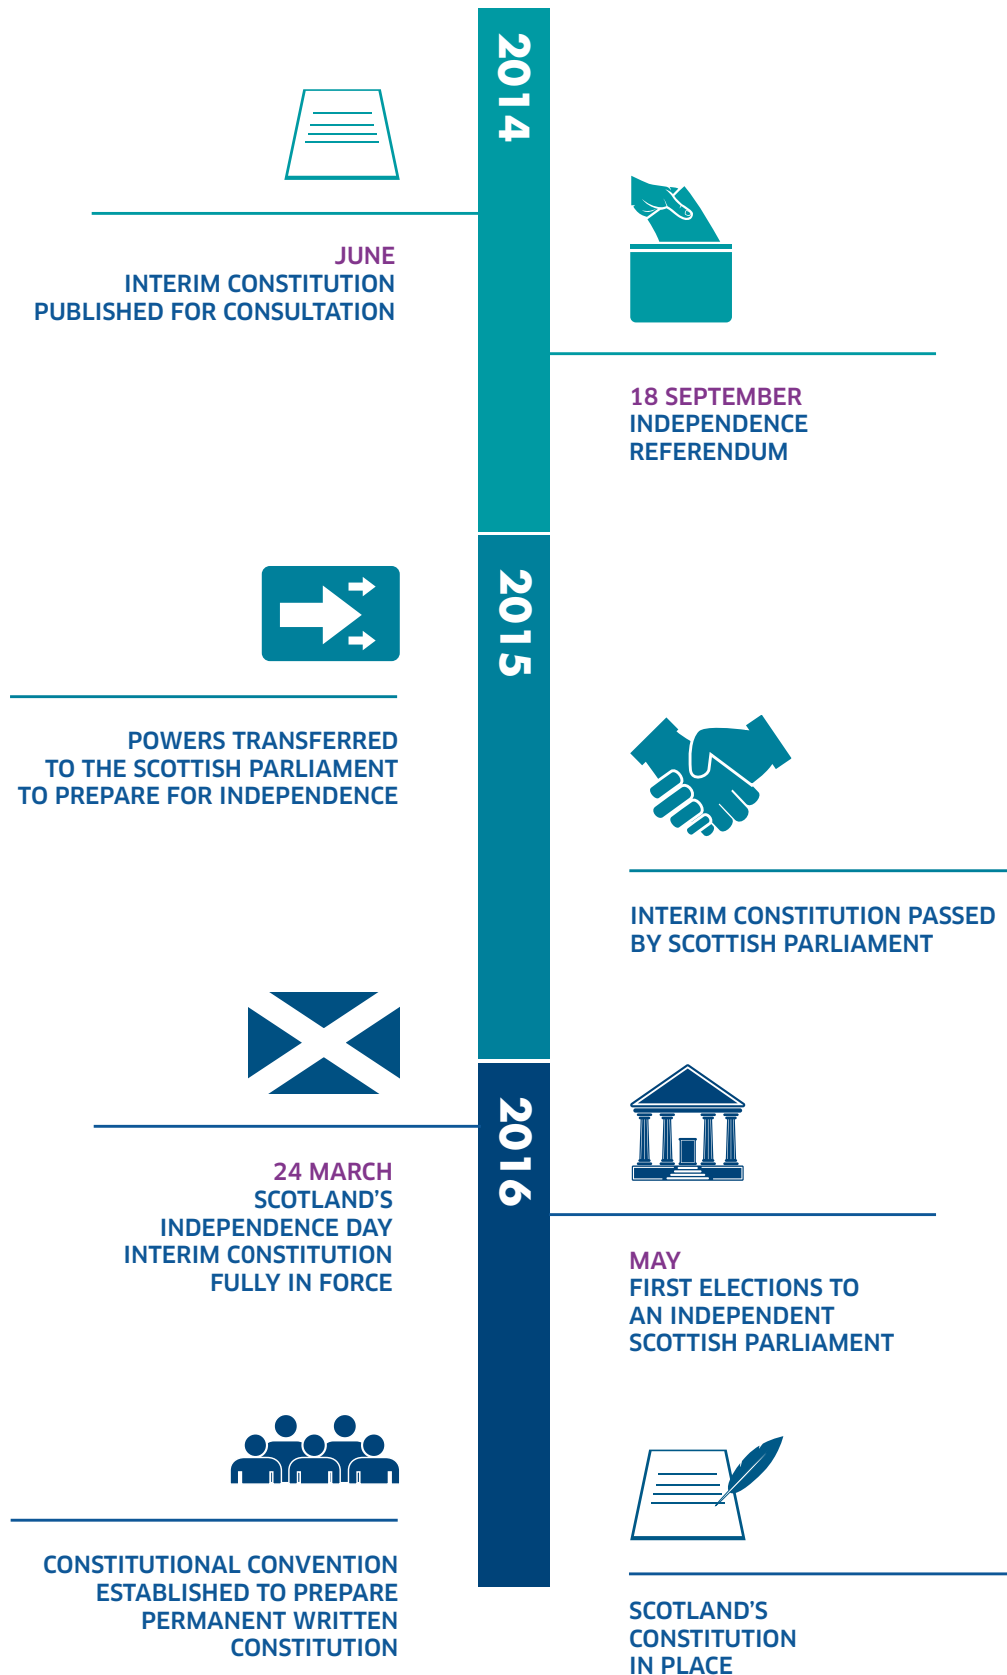 2014
JUNE
INTERIM CONSTITUTION
PUBLISHED FOR CONSULTATION
18 SEPTEMBER
INDEPENDENCE
REFERENDUM
2015
POWERS TRANSFERRED
TO THE SCOTTISH PARLIAMENT
TO PREPARE FOR INDEPENDENCE
INTERIM CONSTITUTION PASSED
BY SCOTTISH PARLIAMENT
2016
24 MARCH
SCOTLAND’S
INDEPENDENCE DAY
INTERIM CONSTITUTION
FULLY IN FORCE
MAY
FIRST ELECTIONS TO
AN INDEPENDENT
SCOTTISH PARLIAMENT
CONSTITUTIONAL CONVENTION
ESTABLISHED TO PREPARE
PERMANENT WRITTEN
CONSTITUTION
SCOTLAND’S
CONSTITUTION
IN PLACE